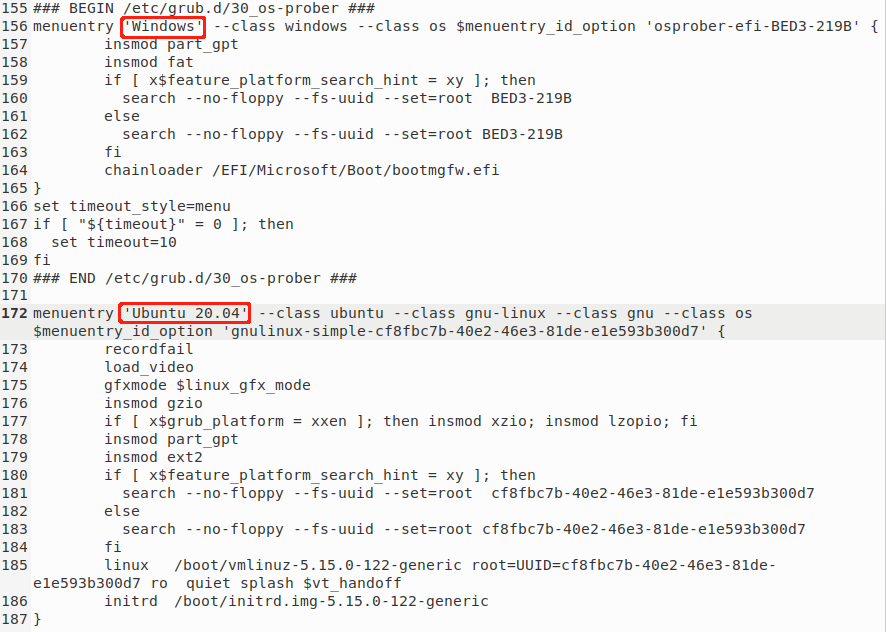 155 ### BEGIN /etc/grub.d/30_os-prober ###
156 menuentry 'Windows' --class windows --class os $menuentry_id_option 'osprober-efi-BED3-219B' {
157         insmod part_gpt
158         insmod fat
159         if [ x$feature_platform_search_hint = xy ]; then
160           search --no-floppy --fs-uuid --set=root  BED3-219B
161         else
162           search --no-floppy --fs-uuid --set=root BED3-219B
163         fi
164         chainloader /EFI/Microsoft/Boot/bootmgfw.efi
165 }
166 set timeout_style=menu
167 if [ "${timeout}" = 0 ]; then
168   set timeout=10
169 fi
170 ### END /etc/grub.d/30_os-prober ###
171
172 menuentry 'Ubuntu 20.04' --class ubuntu --class gnu-linux --class gnu --class os
$menuentry_id_option 'gnulinux-simple-cf8fbc7b-40e2-46e3-81de-e1e593b300d7' {
173         recordfail
174         load_video
175         gfxmode $linux_gfx_mode
176         insmod gzio
177         if [ x$grub_platform = xxen ]; then insmod xzio; insmod lzopio; fi
178         insmod part_gpt
179         insmod ext2
180         if [ x$feature_platform_search_hint = xy ]; then
181           search --no-floppy --fs-uuid --set=root  cf8fbc7b-40e2-46e3-81de-e1e593b300d7
182         else
183           search --no-floppy --fs-uuid --set=root cf8fbc7b-40e2-46e3-81de-e1e593b300d7
184         fi
185         linux   /boot/vmlinuz-5.15.0-122-generic root=UUID=cf8fbc7b-40e2-46e3-81de-
e1e593b300d7 ro  quiet splash $vt_handoff
186         initrd  /boot/initrd.img-5.15.0-122-generic
187 }